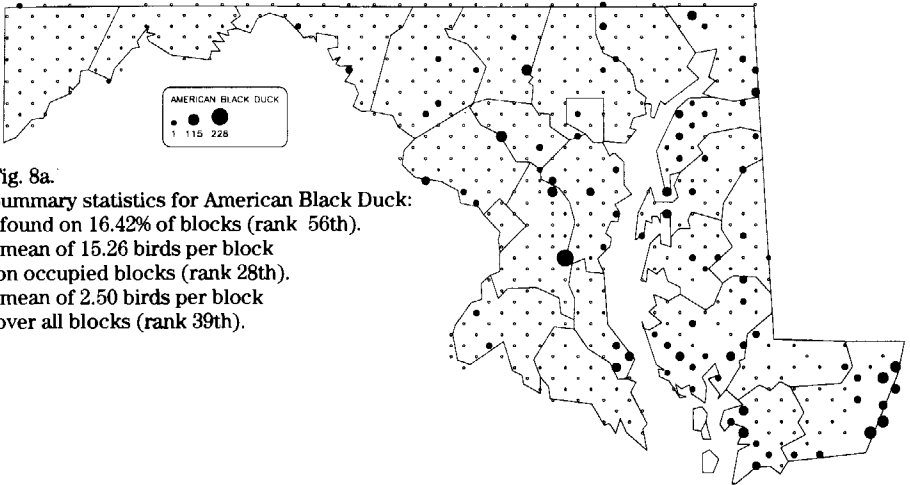 AMERICAN BLACK DUCK
1 115 228
Fig. 8a.
Summary statistics for American Black Duck:
found on 16.42% of blocks (rank 56th).
mean of 15.26 birds per block
on occupied blocks (rank 28th).
mean of 2.50 birds per block
over all blocks (rank 39th).